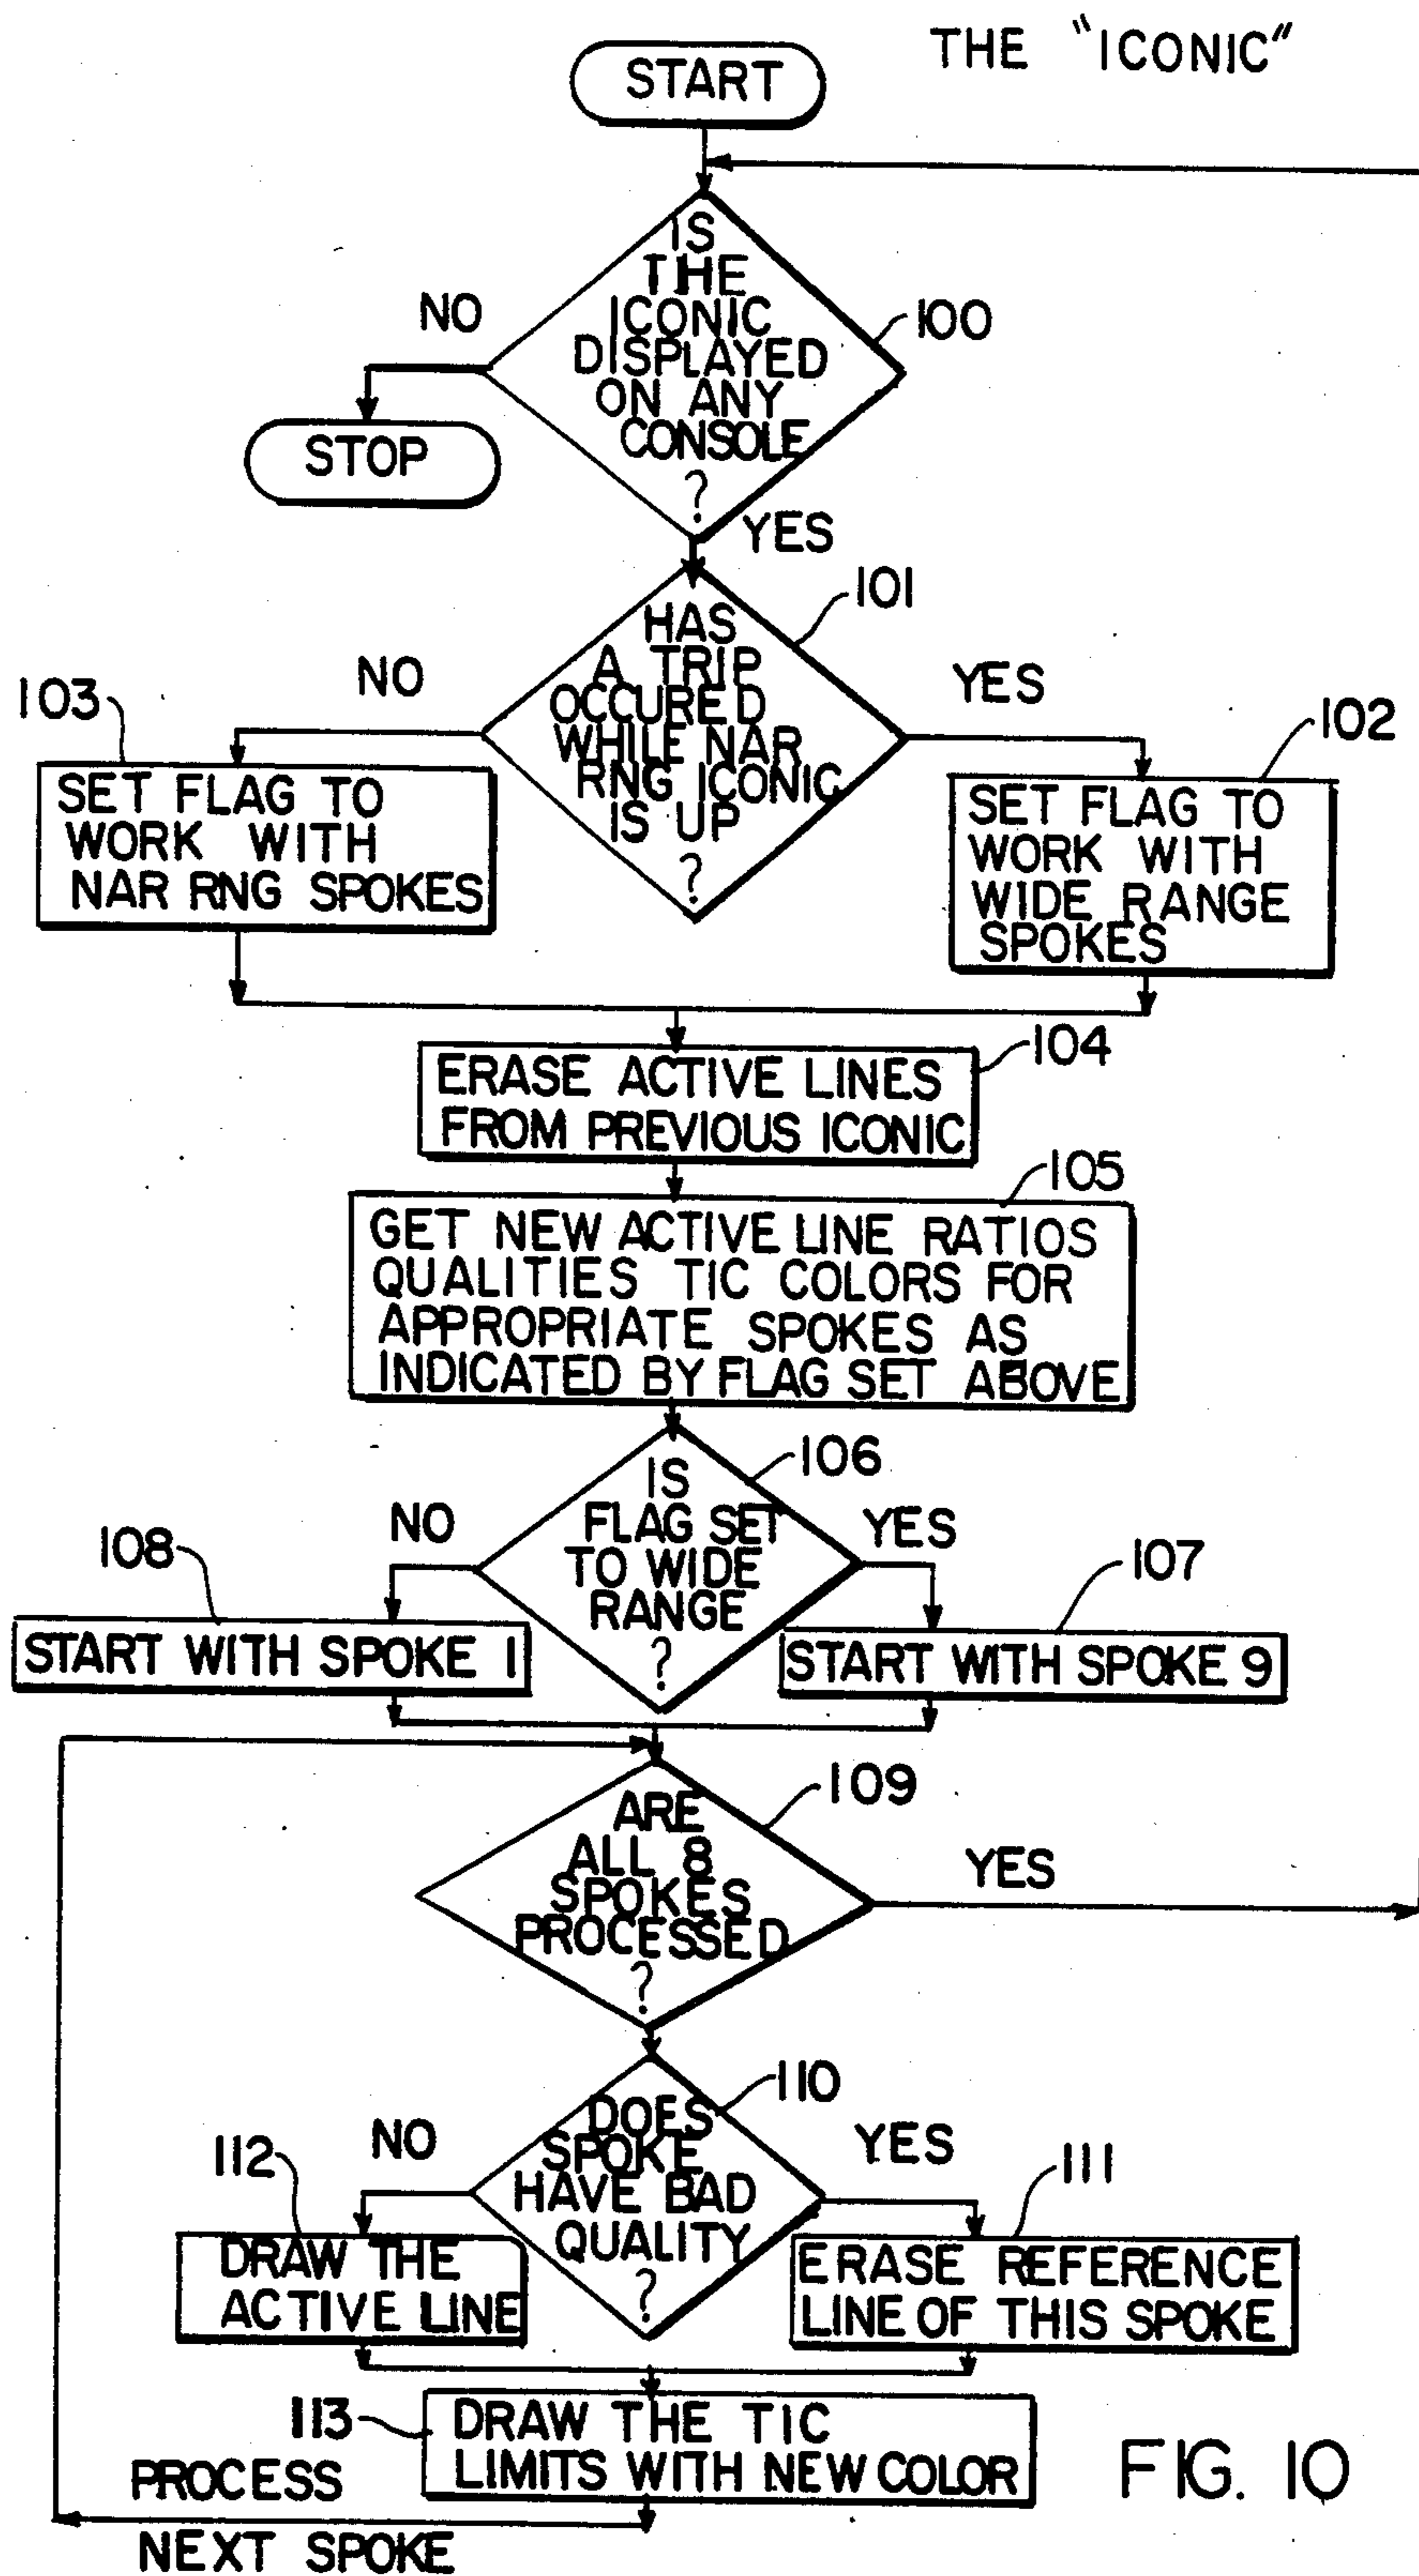 THE "ICONIC"
START
IS
THE
ICONIC
DISPLAYED
ON ANY
CONSOLE
?
100
NO
STOP
YES
101
HAS
A TRIP
OCCURED
WHILE NAR
RNG ICONIC
IS UP
?
NO
YES
103
SET FLAG TO
WORK WITH
NAR RNG SPOKES
102
SET FLAG TO
WORK WITH
WIDE RANGE
SPOKES
104
ERASE ACTIVE LINES
FROM PREVIOUS ICONIC
105
GET NEW ACTIVE LINE RATIOS
QUALITIES TIC COLORS FOR
APPROPRIATE SPOKES AS
INDICATED BY FLAG SET ABOVE
106
IS
FLAG SET
TO WIDE
RANGE
?
NO
YES
108
START WITH SPOKE 1
107
START WITH SPOKE 9
109
ARE
ALL 8
SPOKES
PROCESSED
?
YES
110
DOES
SPOKE
HAVE BAD
QUALITY
?
NO
YES
112
DRAW THE
ACTIVE LINE
111
ERASE REFERENCE
LINE OF THIS SPOKE
113
DRAW THE TIC
LIMITS WITH NEW COLOR
PROCESS
NEXT SPOKE
FIG. 10